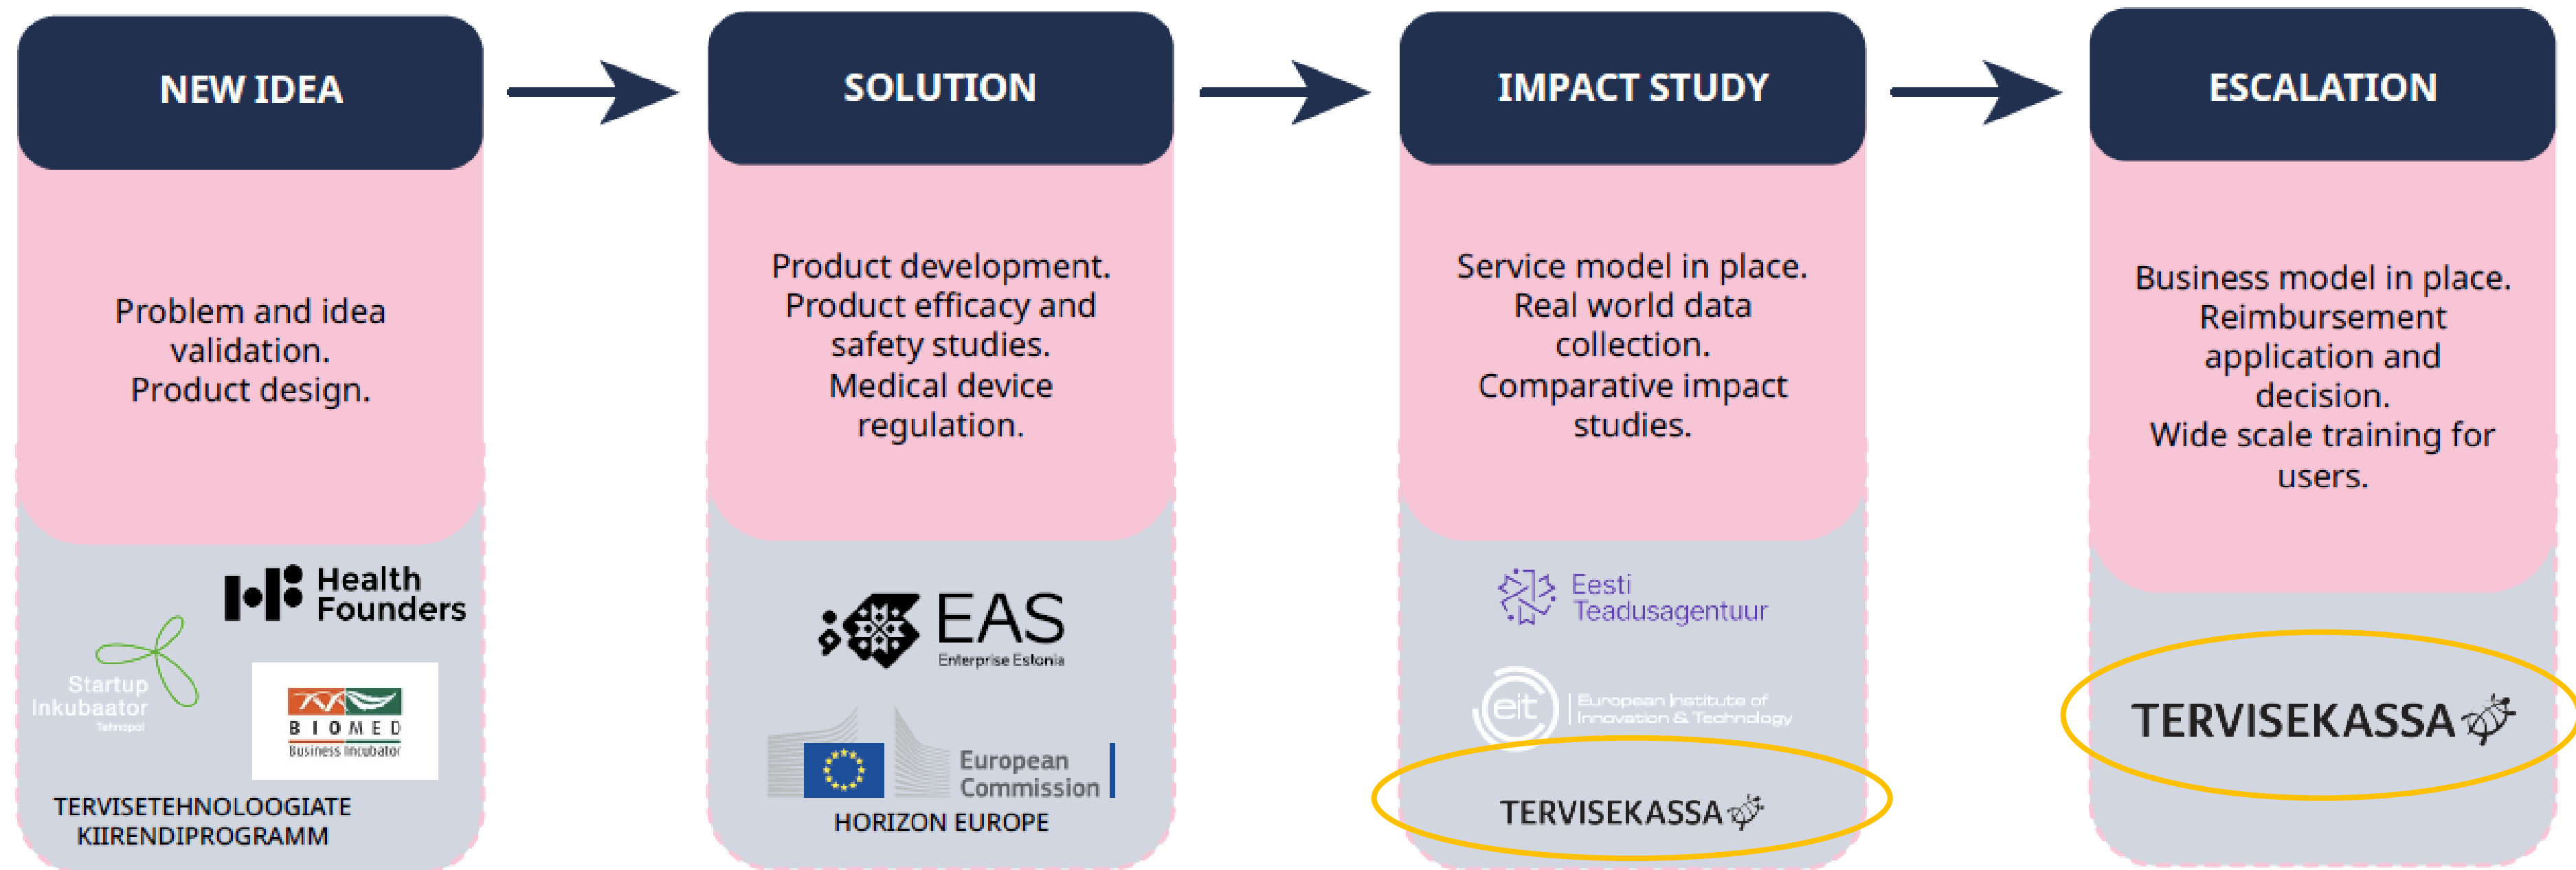 NEW IDEA
Problem and idea
validation.
Product design.
Health
Founders
Startup
Inkubaator
Tehnopol
BIOMED
Business Incubator
TERVISETEHNOLOOGIATE
KIIRENDIPROGRAMM
SOLUTION
Product development.
Product efficacy and
safety studies.
Medical device
regulation.
EAS
Enterprise Estonia
European
Commission
HORIZON EUROPE
IMPACT STUDY
Service model in place.
Real world data
collection.
Comparative impact
studies.
Eesti
Teadusagentuur
eit
European Institute of
Innovation & Technology
TERVISEKASSA
ESCALATION
Business model in place.
Reimbursement
application and
decision.
Wide scale training for
users.
TERVISEKASSA